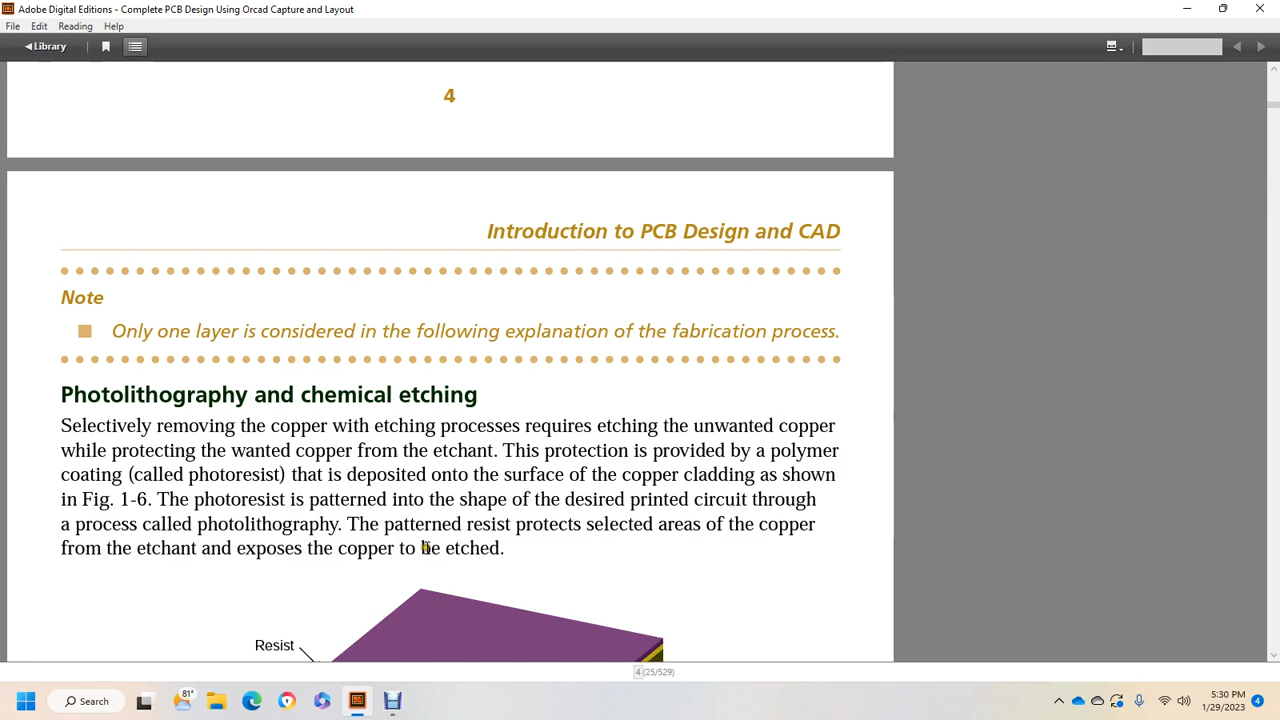 Adobe Digital Editions - Complete PCB Design Using Orcad Capture and Layout
File Edit Reading Help
Library
4
Introduction to PCB Design and CAD
Note
Only one layer is considered in the following explanation of the fabrication process.
Photolithography and chemical etching
Selectively removing the copper with etching processes requires etching the unwanted copper
while protecting the wanted copper from the etchant. This protection is provided by a polymer
coating (called photoresist) that is deposited onto the surface of the copper cladding as shown
in Fig. 1-6. The photoresist is patterned into the shape of the desired printed circuit through
a process called photolithography. The patterned resist protects selected areas of the copper
from the etchant and exposes the copper to be etched.
Resist
4 (25/529)
Search
81°
5:30 PM
1/29/2023
4